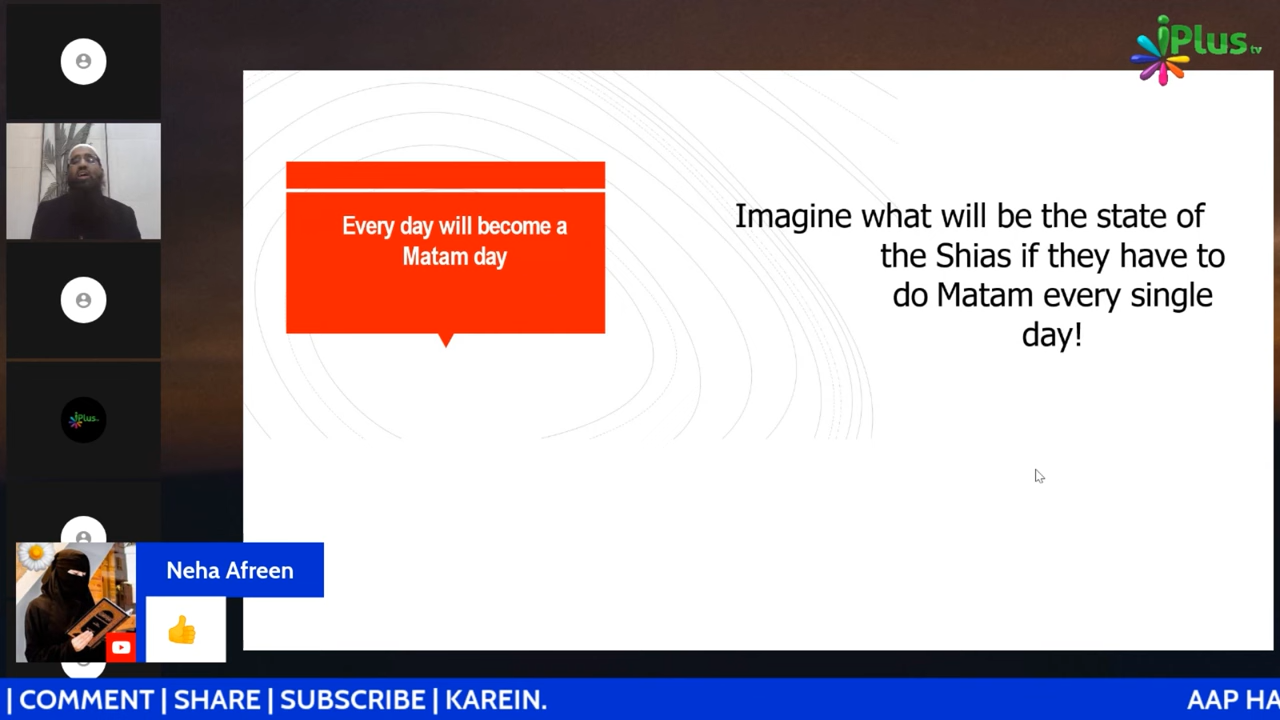 iPlus tv
Every day will become a
Matam day
Imagine what will be the state of
the Shias if they have to
do Matam every single
day!
iPlus
Neha Afreen
| COMMENT | SHARE | SUBSCRIBE | KAREIN.
AAP HA